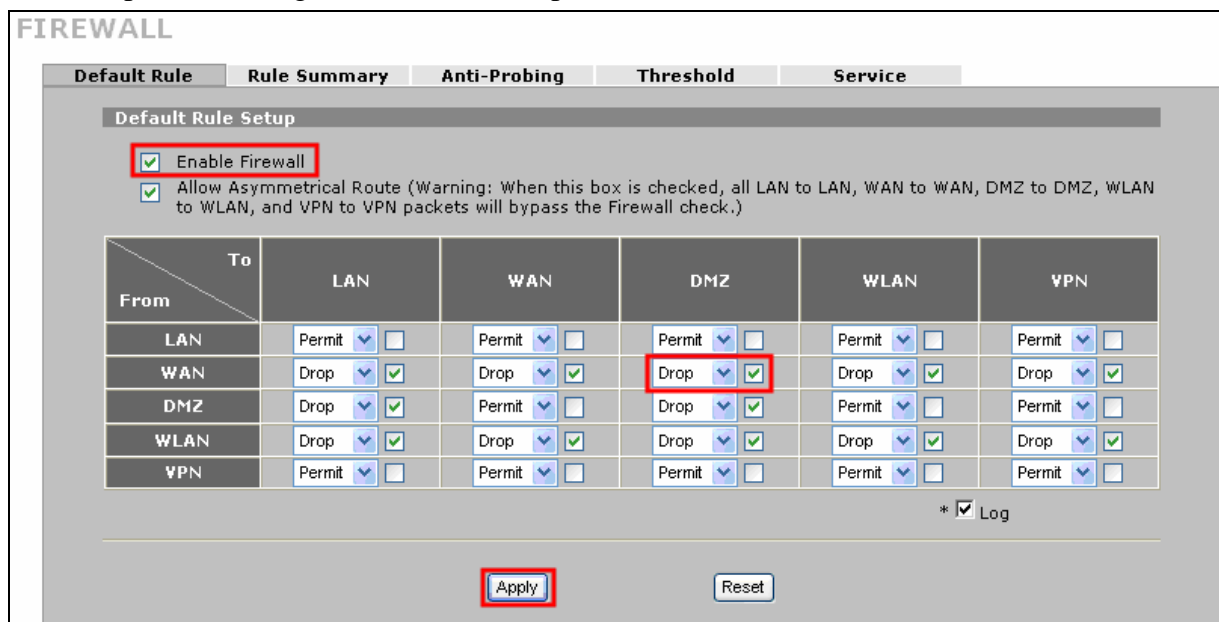 FIREWALL
Default Rule Rule Summary Anti-Probing Threshold Service
Default Rule Setup
Enable Firewall
Allow Asymmetrical Route (Warning: When this box is checked, all LAN to LAN, WAN to WAN, DMZ to DMZ, WLAN
to WLAN, and VPN to VPN packets will bypass the Firewall check.)
To
From LAN WAN DMZ WLAN VPN
LAN Permit Permit Permit Permit Permit
WAN Drop Drop Drop Drop Drop
DMZ Drop Permit Drop Permit Permit
WLAN Drop Drop Drop Drop Drop
VPN Permit Permit Permit Permit Permit
* Log
Apply Reset